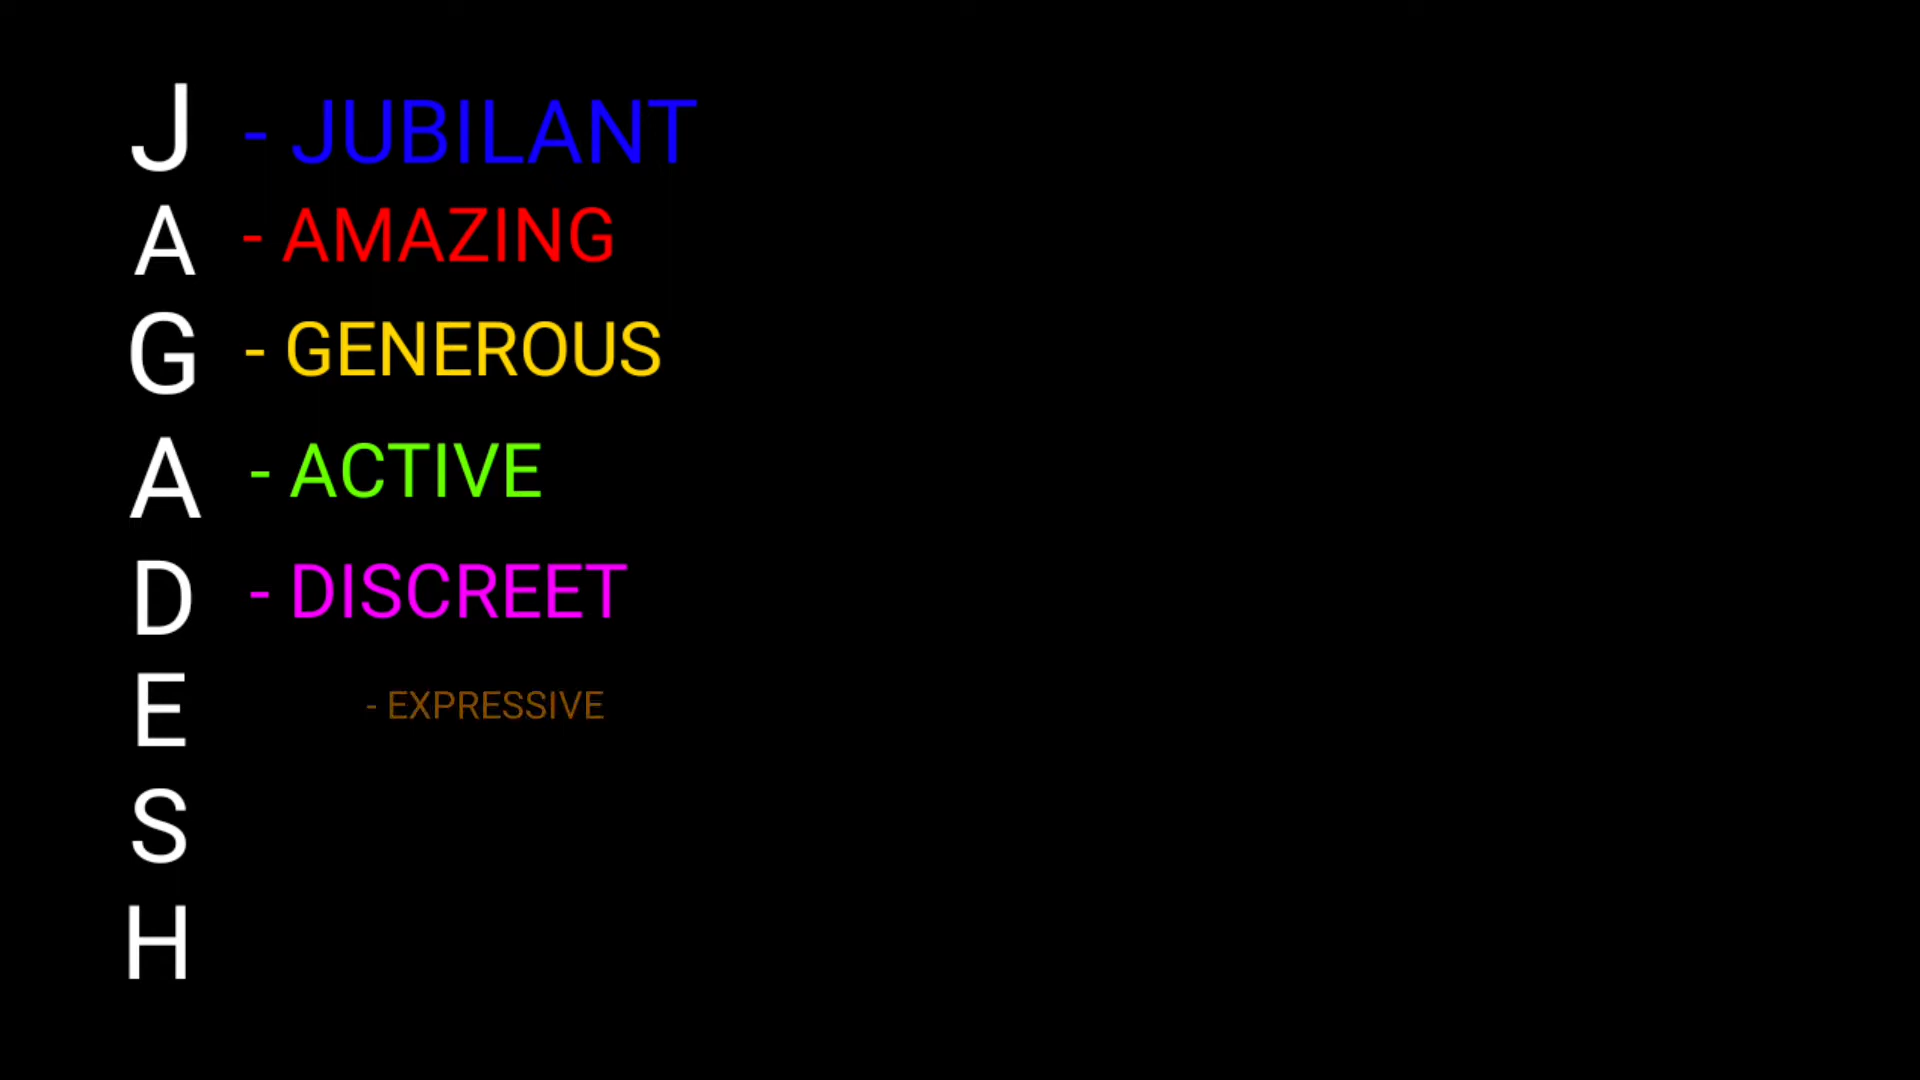 J - JUBILANT
A - AMAZING
G - GENEROUS
A - ACTIVE
D - DISCREET
E - EXPRESSIVE
S
H